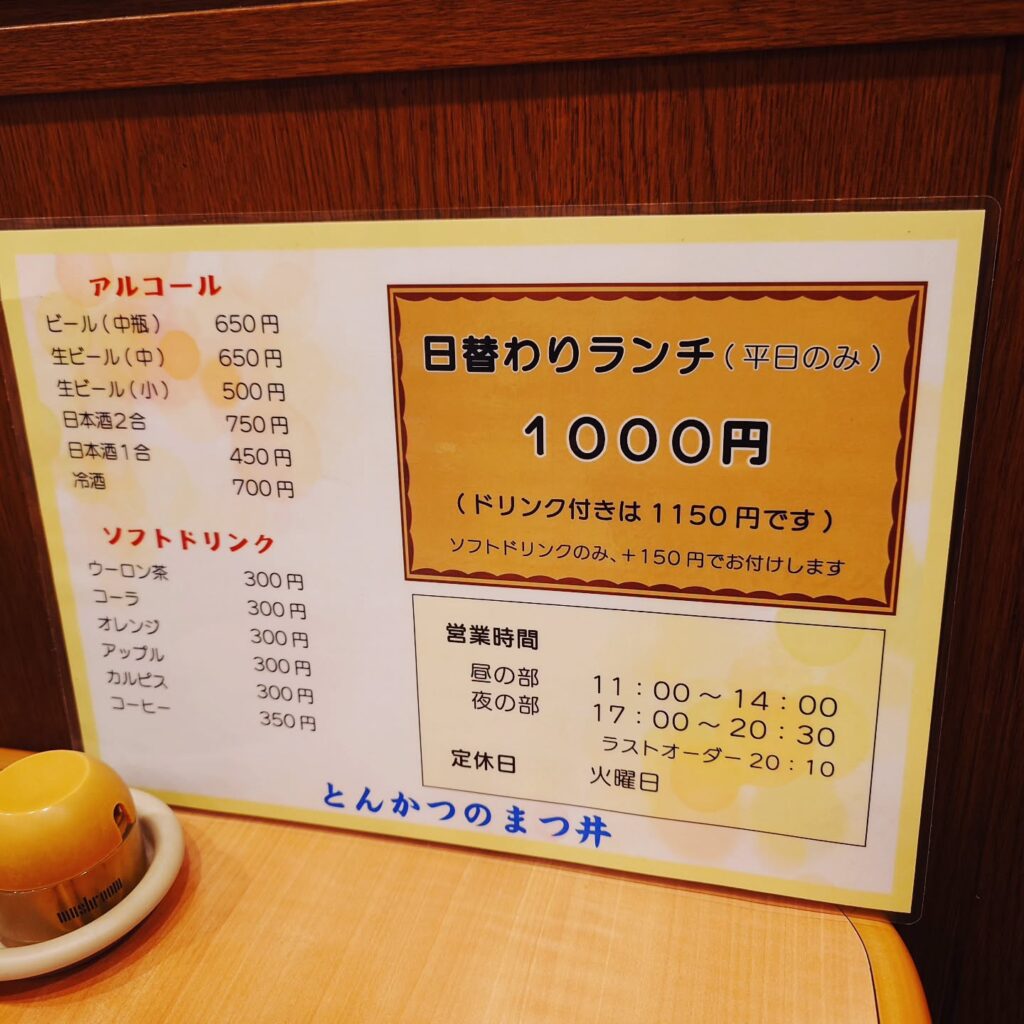 アルコール
ビール(中瓶) 650円
生ビール(中) 650円
生ビール(小) 500円
日本酒2合 750円
日本酒1合 450円
冷酒 700円
ソフトドリンク
ウーロン茶 300円
コーラ 300円
オレンジ 300円
アップル 300円
カルピス 300円
コーヒー 350円
日替わりランチ(平日のみ)
1000円
(ドリンク付きは1150円です)
ソフトドリンクのみ、+150円でお付けします
営業時間
昼の部 11:00～14:00
夜の部 17:00～20:30
ラストオーダー20:10
定休日 火曜日
とんかつのまつ井
mushroom